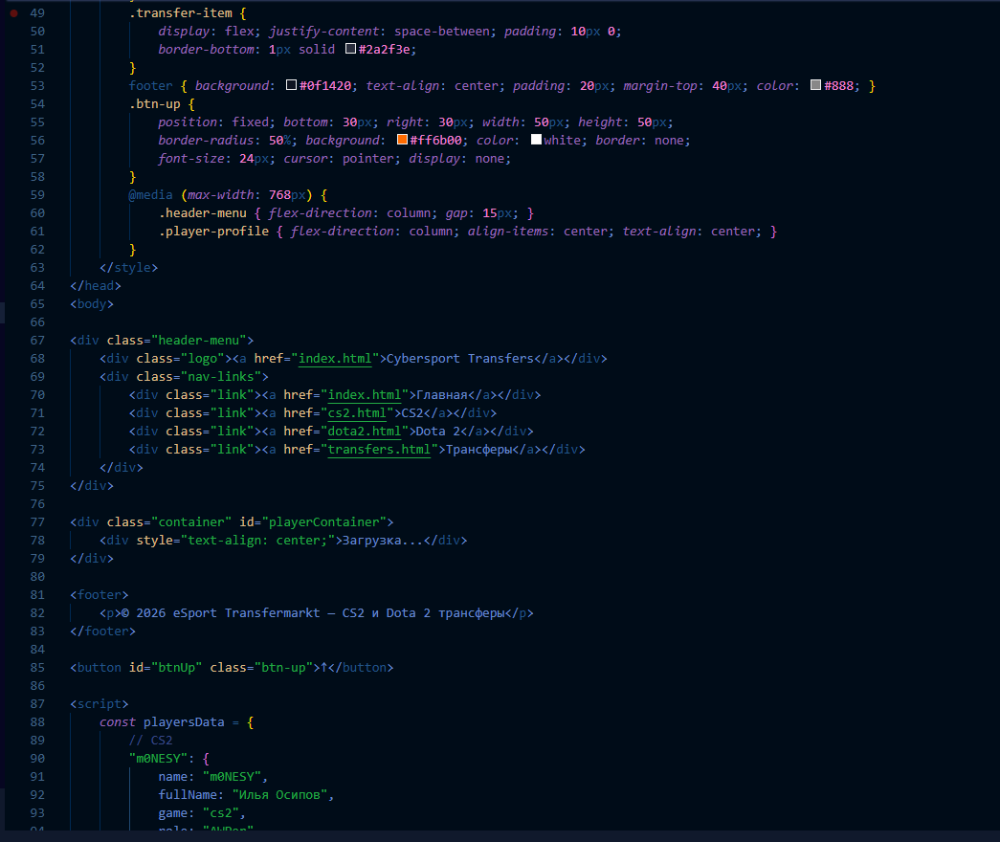 49 .transfer-item {
50 display: flex; justify-content: space-between; padding: 10px 0;
51 border-bottom: 1px solid #2a2f3e;
52 }
53 footer { background: #0f1420; text-align: center; padding: 20px; margin-top: 40px; color: #888; }
54 .btn-up {
55 position: fixed; bottom: 30px; right: 30px; width: 50px; height: 50px;
56 border-radius: 50%; background: #ff6b00; color: white; border: none;
57 font-size: 24px; cursor: pointer; display: none;
58 }
59 @media (max-width: 768px) {
60 .header-menu { flex-direction: column; gap: 15px; }
61 .player-profile { flex-direction: column; align-items: center; text-align: center; }
62 }
63 </style>
64 </head>
65 <body>
66
67 <div class="header-menu">
68 <div class="logo"><a href="index.html">Cybersport Transfers</a></div>
69 <div class="nav-links">
70 <div class="link"><a href="index.html">Главная</a></div>
71 <div class="link"><a href="cs2.html">CS2</a></div>
72 <div class="link"><a href="dota2.html">Dota 2</a></div>
73 <div class="link"><a href="transfers.html">Трансферы</a></div>
74 </div>
75 </div>
76
77 <div class="container" id="playerContainer">
78 <div style="text-align: center;">Загрузка...</div>
79 </div>
80
81 <footer>
82 <p>© 2026 eSport Transfermarkt — CS2 и Dota 2 трансферы</p>
83 </footer>
84
85 <button id="btnUp" class="btn-up">↑</button>
86
87 <script>
88 const playersData = {
89 // CS2
90 "m0NESY": {
91 name: "m0NESY",
92 fullName: "Илья Осипов",
93 game: "cs2",
94 role: "AWPer"